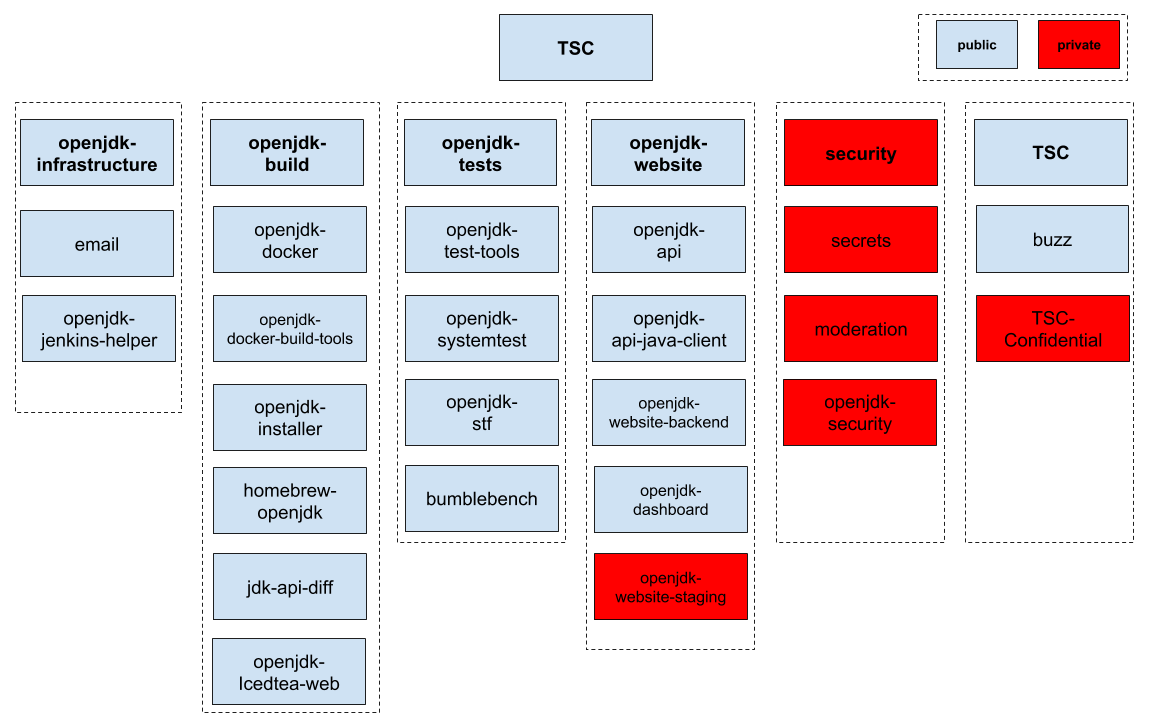 TSC
public
private
openjdk-
infrastructure
email
openjdk-
jenkins-helper
openjdk-
build
openjdk-
docker
openjdk-
docker-build-tools
openjdk-
installer
homebrew-
openjdk
jdk-api-diff
openjdk-
Icedtea-web
openjdk-
tests
openjdk-
test-tools
openjdk-
systemtest
openjdk-
stf
bumblebench
openjdk-
website
openjdk-
api
openjdk-
api-java-client
openjdk-
website-backend
openjdk-
dashboard
openjdk-
website-staging
security
secrets
moderation
openjdk-
security
TSC
buzz
TSC-
Confidential